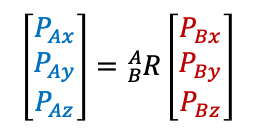 [P_Ax]   [P_Bx]
[P_Ay] = ^A_B R [P_By]
[P_Az]   [P_Bz]